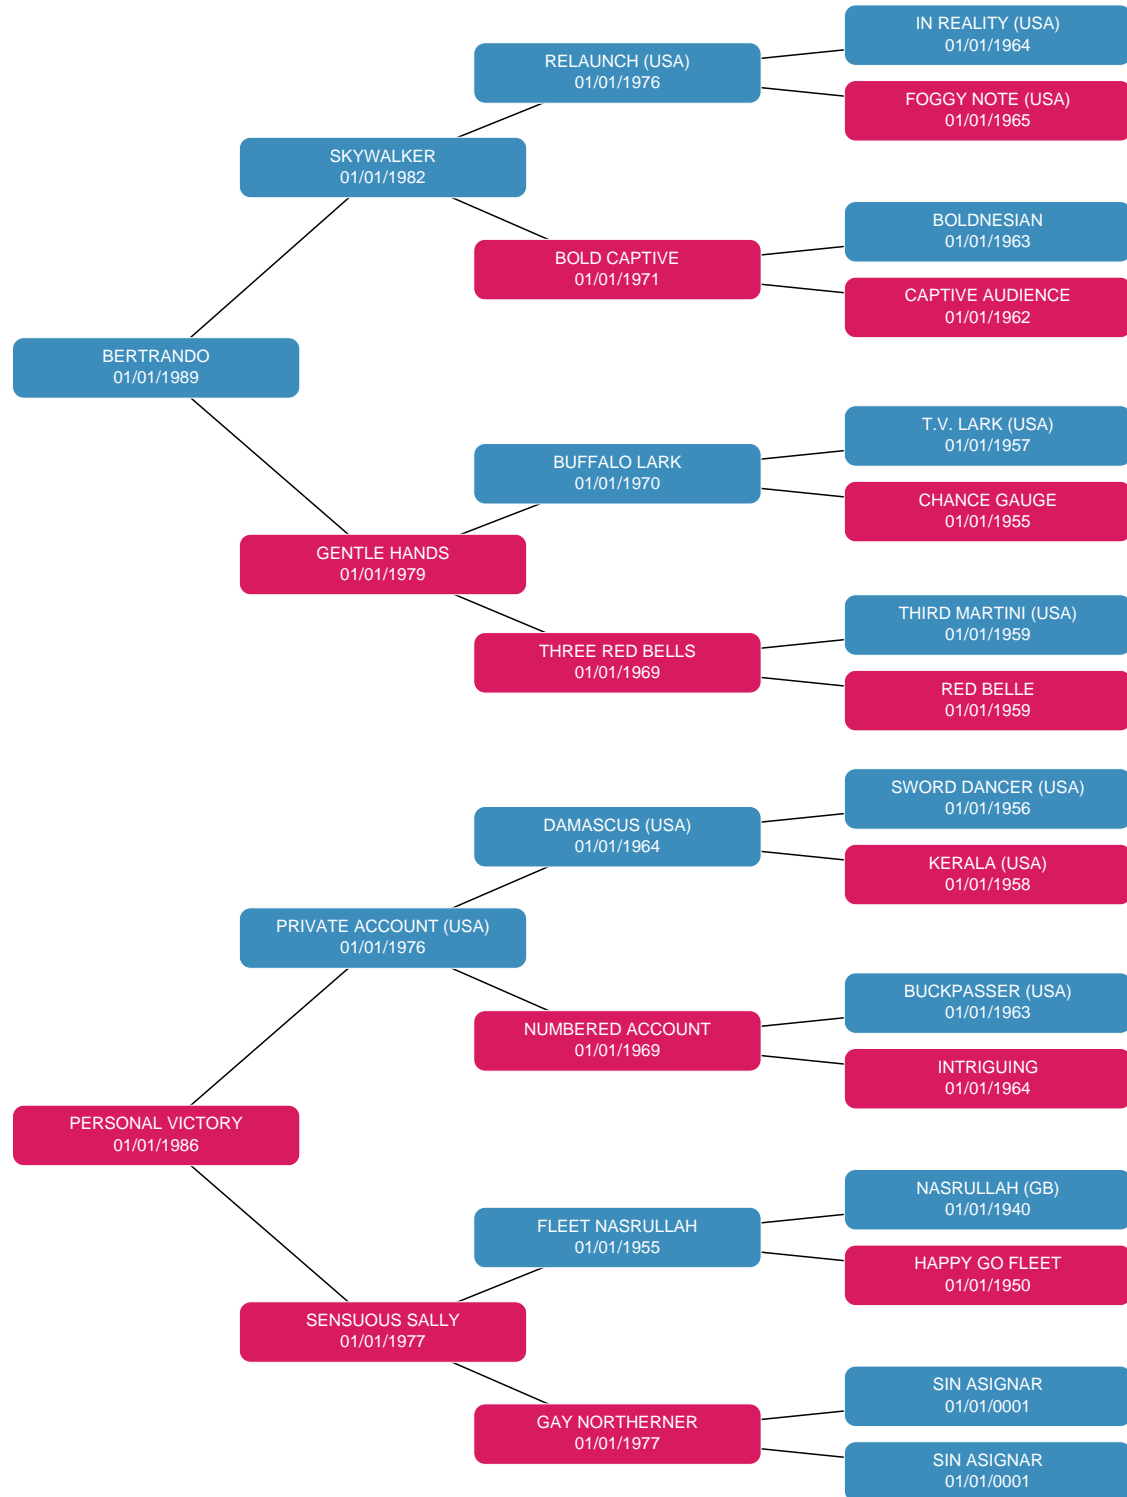 IN REALITY (USA)
01/01/1964
RELAUNCH (USA)
01/01/1976
FOGGY NOTE (USA)
01/01/1965
SKYWALKER
01/01/1982
BOLDNESIAN
01/01/1963
BOLD CAPTIVE
01/01/1971
CAPTIVE AUDIENCE
01/01/1962
BERTRANDO
01/01/1989
T.V. LARK (USA)
01/01/1957
BUFFALO LARK
01/01/1970
CHANCE GAUGE
01/01/1955
GENTLE HANDS
01/01/1979
THIRD MARTINI (USA)
01/01/1959
THREE RED BELLS
01/01/1969
RED BELLE
01/01/1959
SWORD DANCER (USA)
01/01/1956
DAMASCUS (USA)
01/01/1964
KERALA (USA)
01/01/1958
PRIVATE ACCOUNT (USA)
01/01/1976
BUCKPASSER (USA)
01/01/1963
NUMBERED ACCOUNT
01/01/1969
INTRIGUING
01/01/1964
PERSONAL VICTORY
01/01/1986
NASRULLAH (GB)
01/01/1940
FLEET NASRULLAH
01/01/1955
HAPPY GO FLEET
01/01/1950
SENSUOUS SALLY
01/01/1977
SIN ASIGNAR
01/01/0001
GAY NORTHERNER
01/01/1977
SIN ASIGNAR
01/01/0001